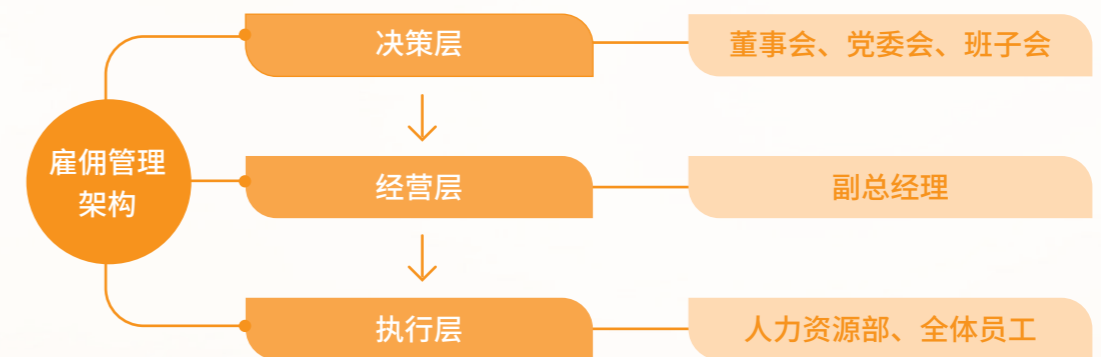 雇佣管理
架构
决策层
董事会、党委会、班子会
经营层
副总经理
执行层
人力资源部、全体员工